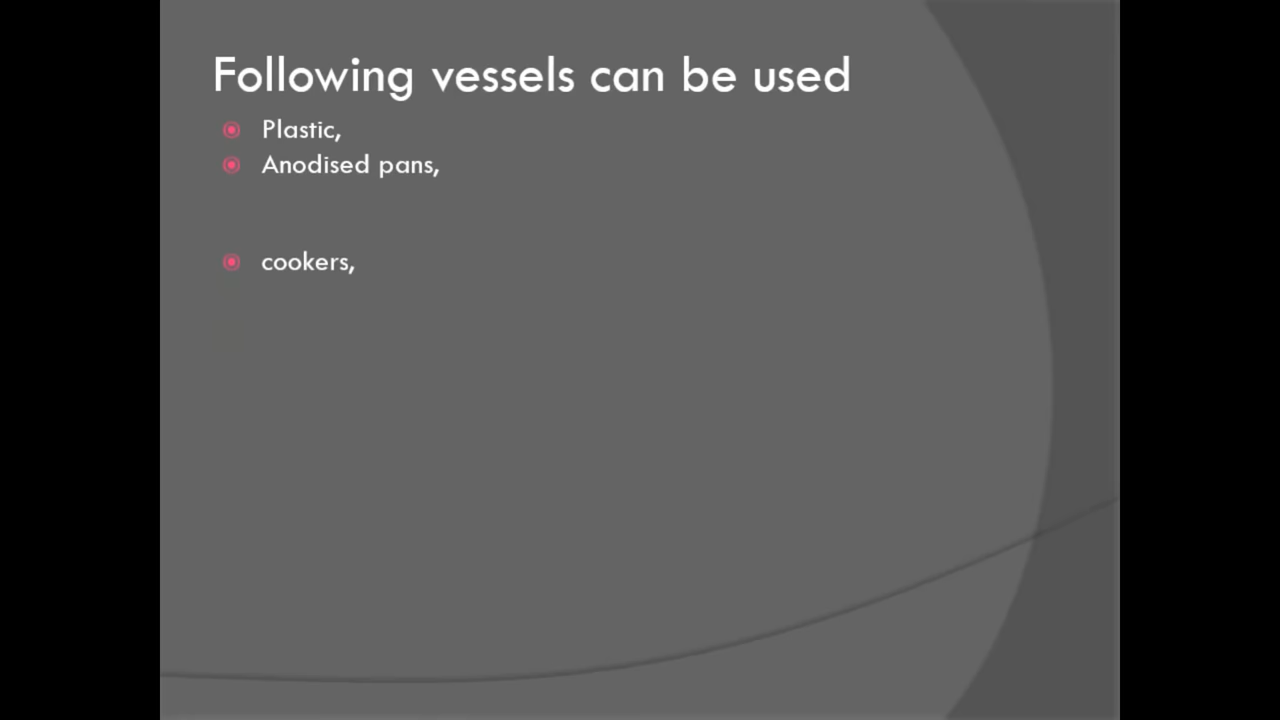 Following vessels can be used
Plastic,
Anodised pans,
cookers,